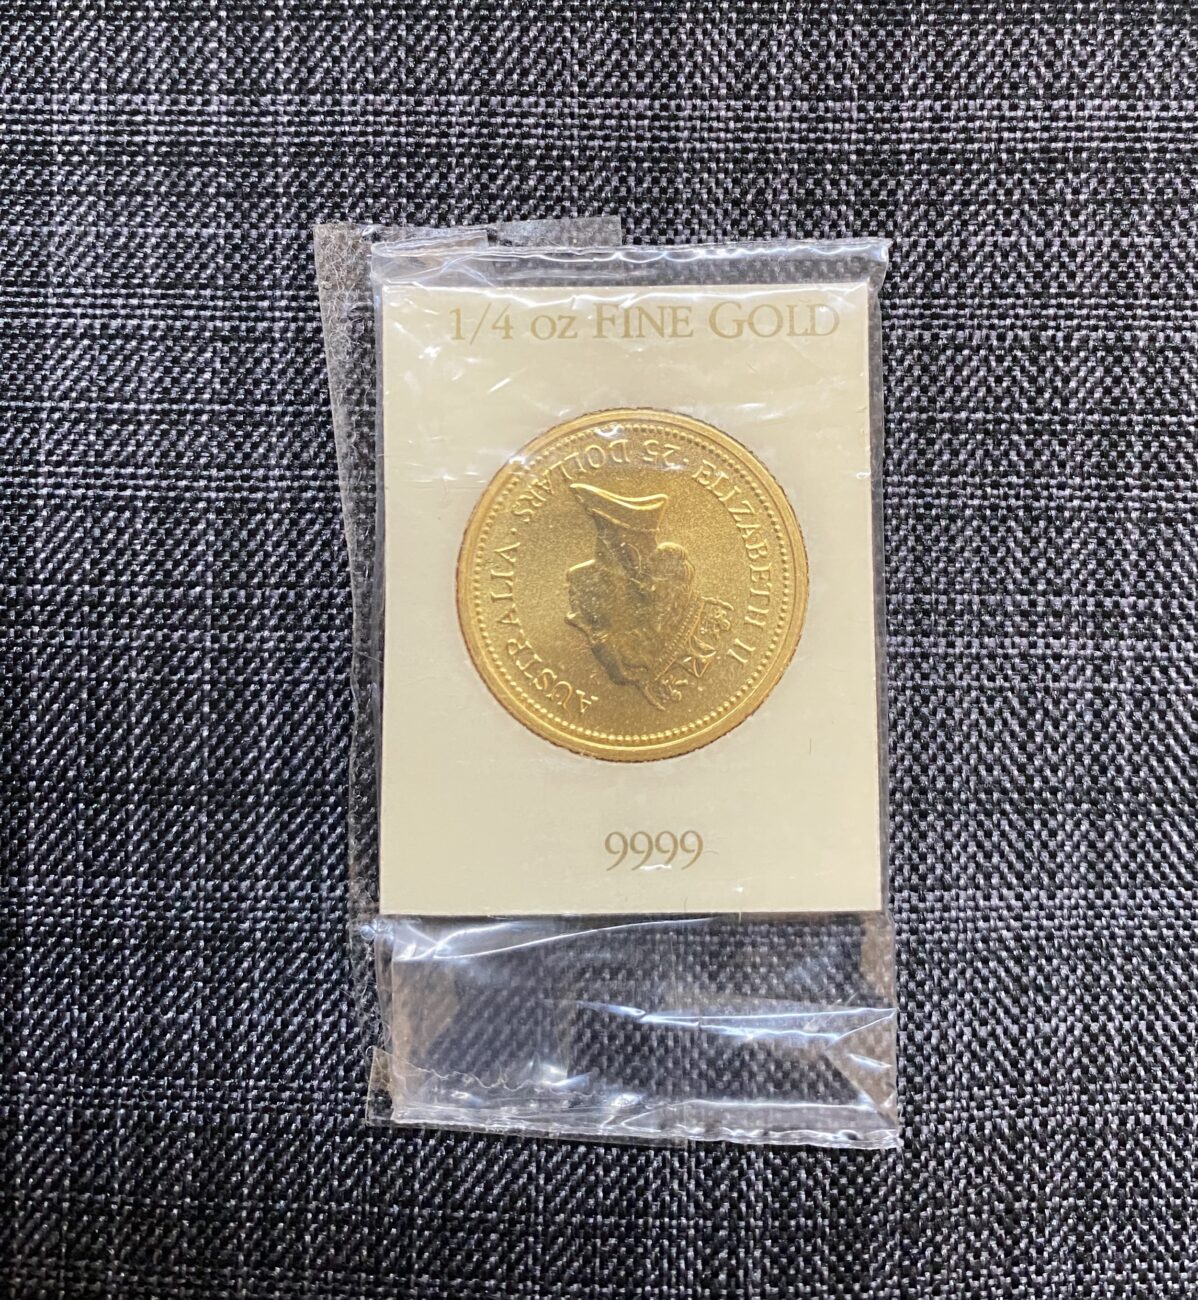 1/4 oz FINE GOLD
ELIZABETH II
AUSTRALIA · 25 DOLLARS ·
9999